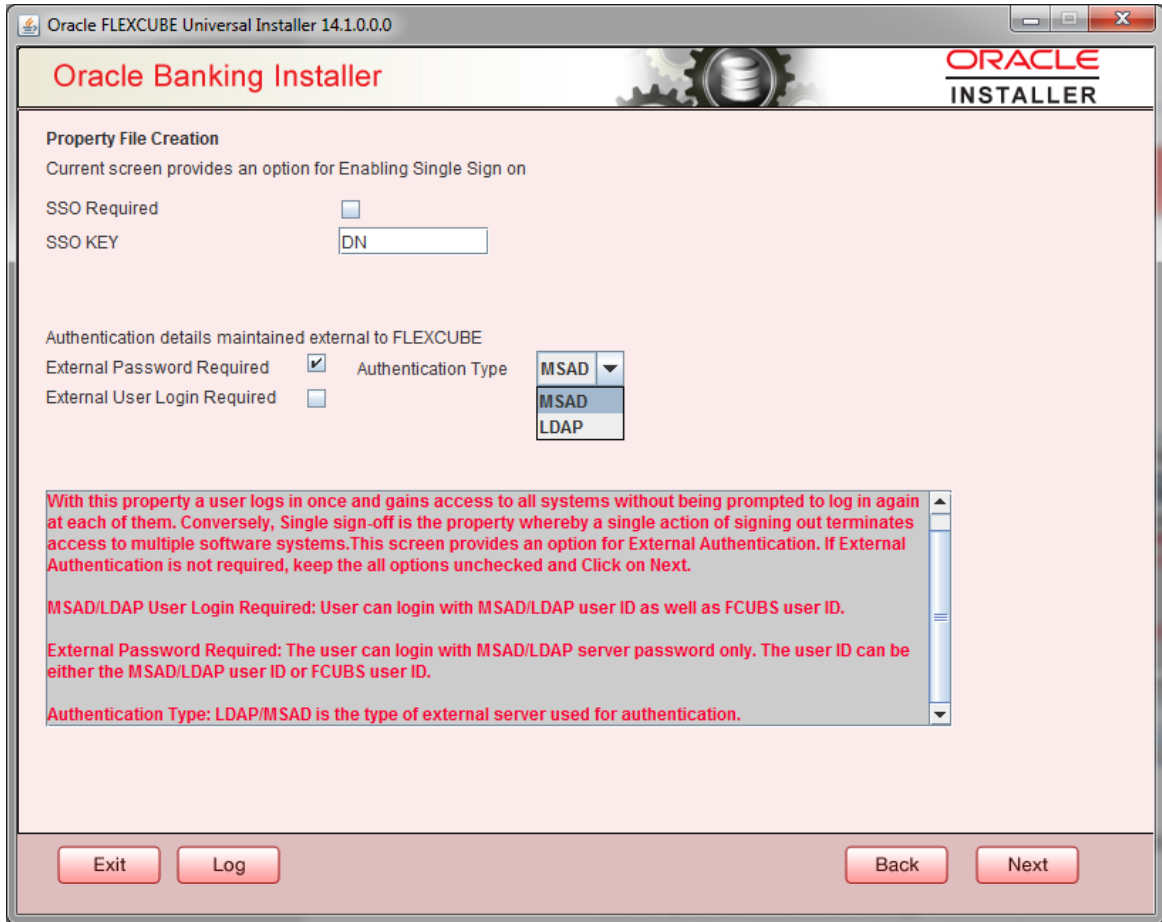 Oracle FLEXCUBE Universal Installer 14.1.0.0.0
Oracle Banking Installer
ORACLE
INSTALLER
Property File Creation
Current screen provides an option for Enabling Single Sign on
SSO Required
SSO KEY DN
Authentication details maintained external to FLEXCUBE
External Password Required Authentication Type MSAD
External User Login Required MSAD
LDAP
With this property a user logs in once and gains access to all systems without being prompted to log in again
at each of them. Conversely, Single sign-off is the property whereby a single action of signing out terminates
access to multiple software systems.This screen provides an option for External Authentication. If External
Authentication is not required, keep the all options unchecked and Click on Next.
MSAD/LDAP User Login Required: User can login with MSAD/LDAP user ID as well as FCUBS user ID.
External Password Required: The user can login with MSAD/LDAP server password only. The user ID can be
either the MSAD/LDAP user ID or FCUBS user ID.
Authentication Type: LDAP/MSAD is the type of external server used for authentication.
Exit Log Back Next